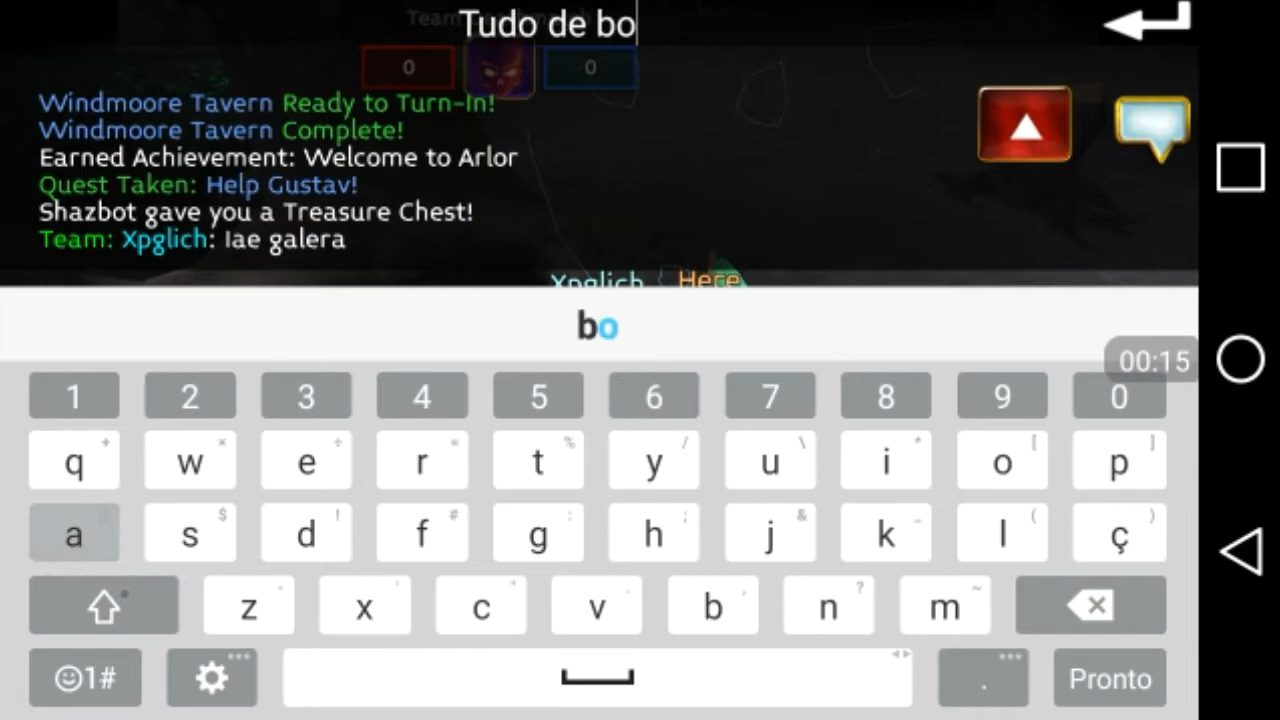 Tudo de bo
Team
0
0
Windmoore Tavern Ready to Turn-In!
Windmoore Tavern Complete!
Earned Achievement: Welcome to Arlor
Quest Taken: Help Gustav!
Shazbot gave you a Treasure Chest!
Team: Xpglich: Iae galera
Xpglich Here
bo
00:15
1 2 3 4 5 6 7 8 9 0
q w e r t y u i o p
a s d f g h j k l ç
z x c v b n m
1# . Pronto